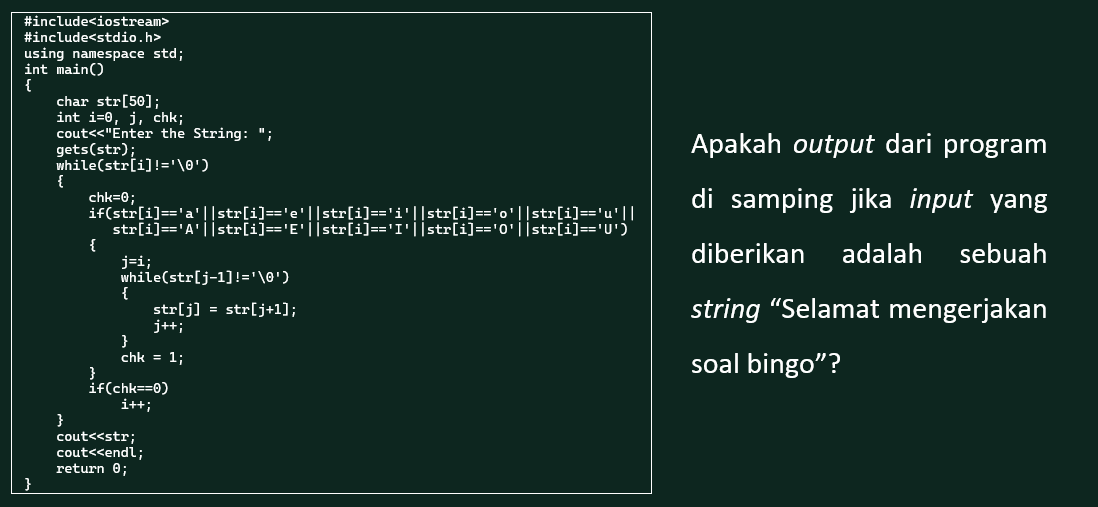 #include<iostream>
#include<stdio.h>
using namespace std;
int main()
{
    char str[50];
    int i=0, j, chk;
    cout<<"Enter the String: ";
    gets(str);
    while(str[i]!='\0')
    {
        chk=0;
        if(str[i]=='a'||str[i]=='e'||str[i]=='i'||str[i]=='o'||str[i]=='u'||
           str[i]=='A'||str[i]=='E'||str[i]=='I'||str[i]=='O'||str[i]=='U')
        {
            j=i;
            while(str[j-1]!='\0')
            {
                str[j] = str[j+1];
                j++;
            }
            chk = 1;
        }
        if(chk==0)
            i++;
    }
    cout<<str;
    cout<<endl;
    return 0;
}
Apakah output dari program
di samping jika input yang
diberikan adalah sebuah
string “Selamat mengerjakan
soal bingo”?